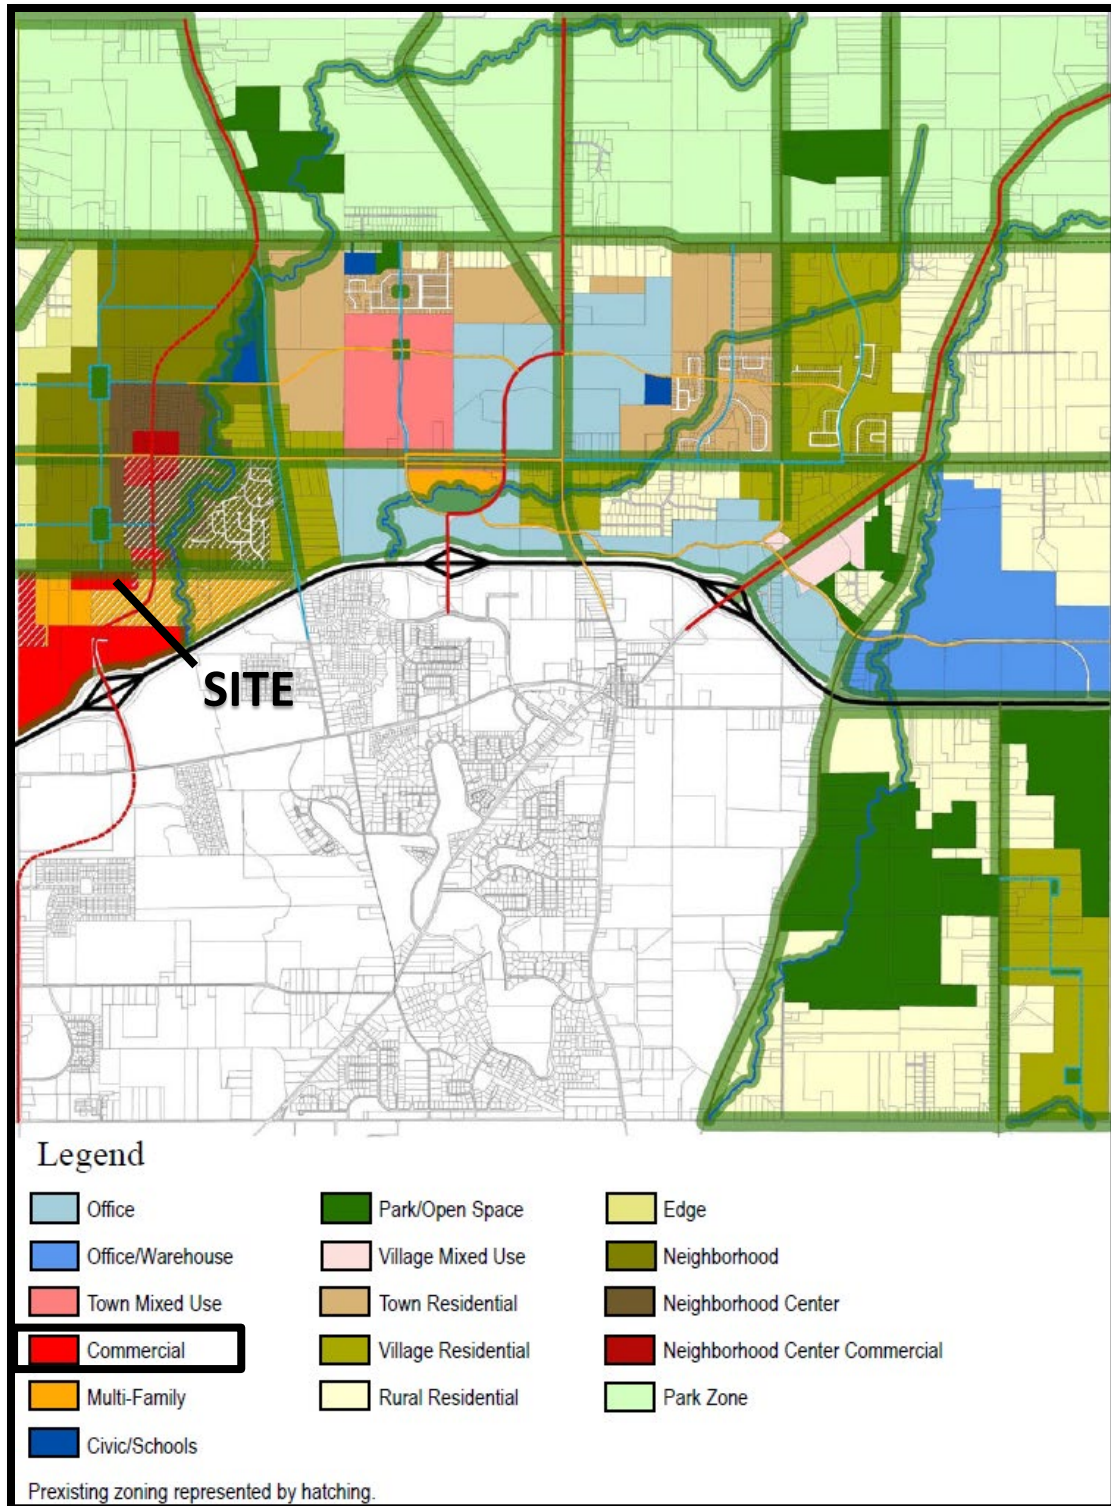 SITE
Legend
Office
Office/Warehouse
Town Mixed Use
Commercial
Multi-Family
Civic/Schools
Park/Open Space
Village Mixed Use
Town Residential
Village Residential
Rural Residential
Edge
Neighborhood
Neighborhood Center
Neighborhood Center Commercial
Park Zone
Prexisting zoning represented by hatching.